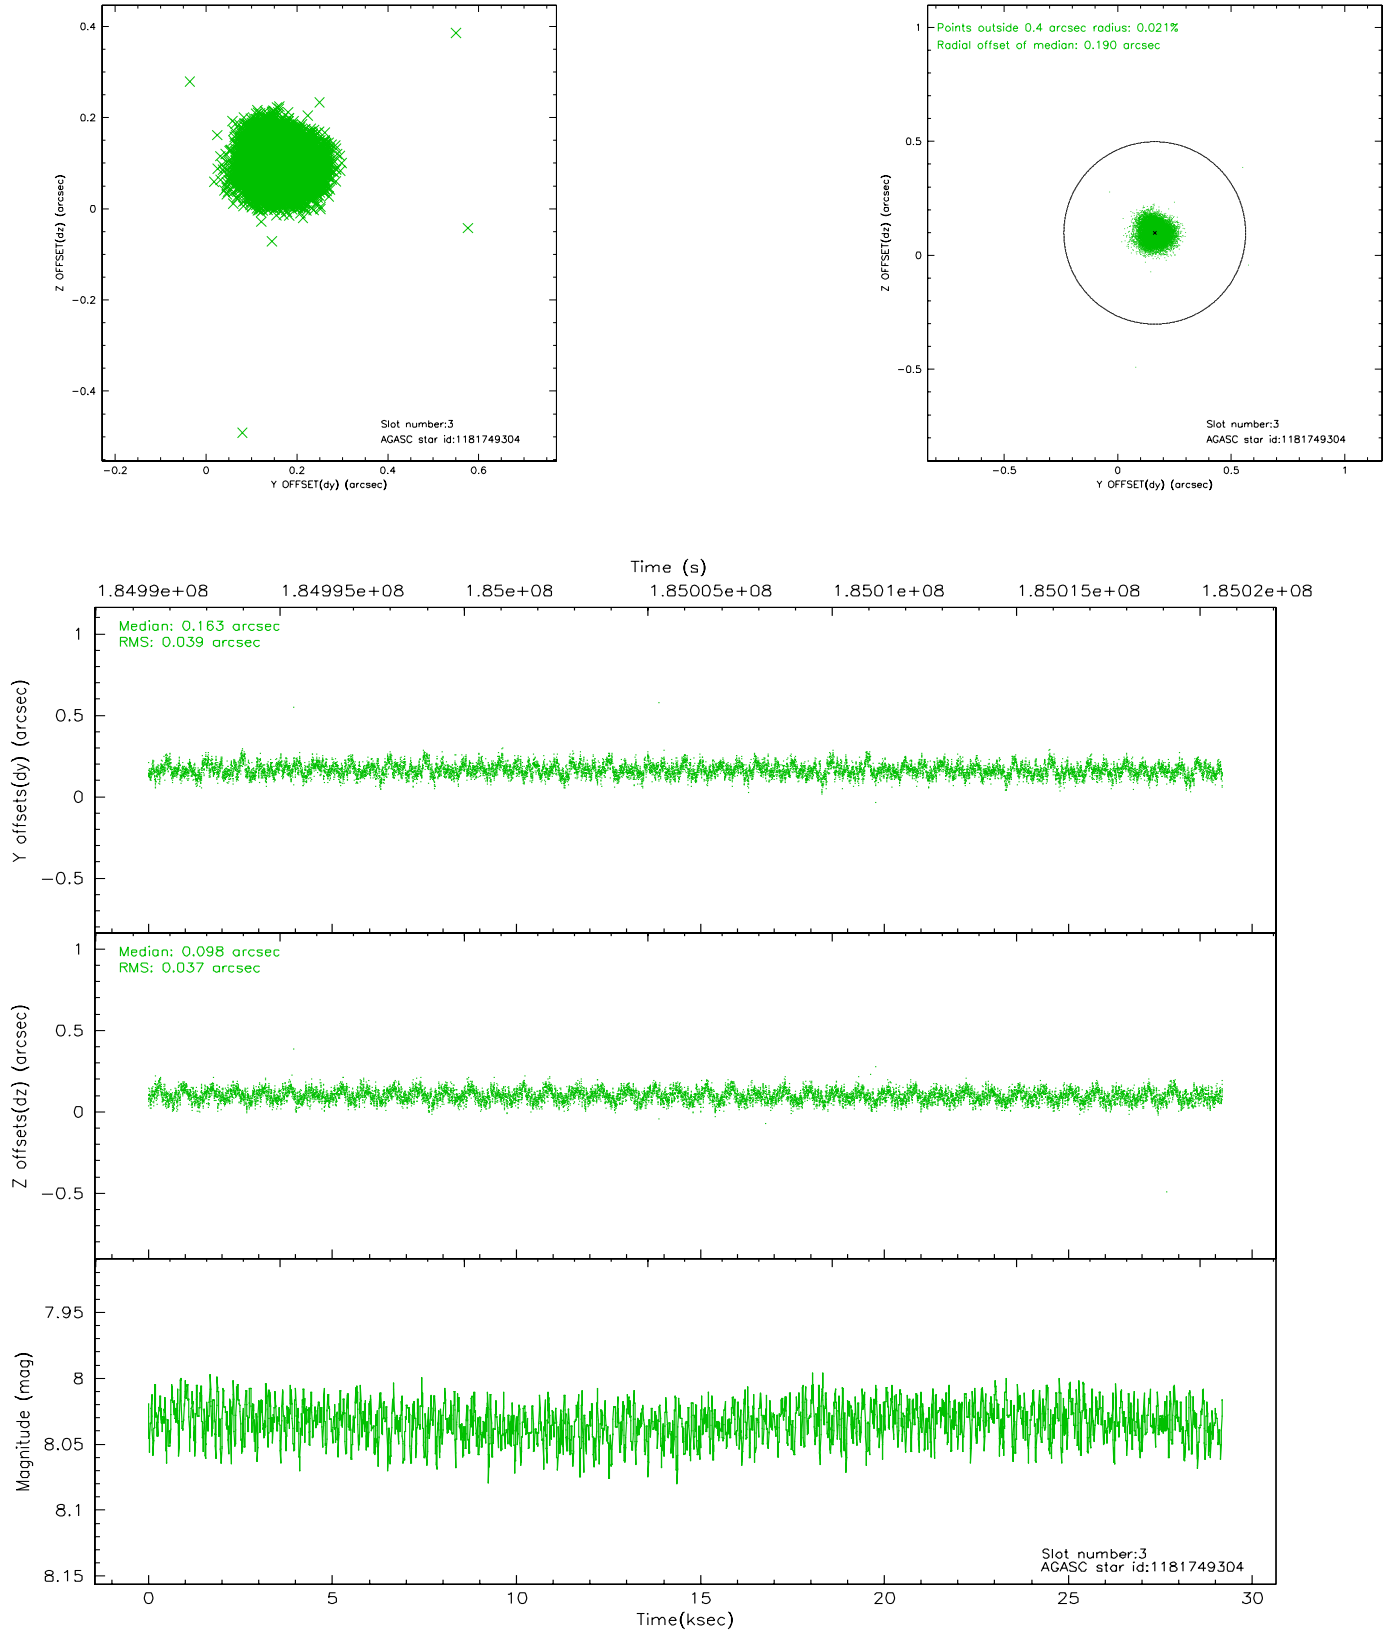 0.4
0.2
0
−0.2
−0.4
Z OFFSET(dz) (arcsec)
Slot number:3
AGASC star id:1181749304
−0.2 0 0.2 0.4 0.6
Y OFFSET(dy) (arcsec)
Points outside 0.4 arcsec radius: 0.021%
Radial offset of median: 0.190 arcsec
1
0.5
0
−0.5
Z OFFSET(dz) (arcsec)
Slot number:3
AGASC star id:1181749304
−0.5 0 0.5 1
Y OFFSET(dy) (arcsec)
Time (s)
1.8499e+08 1.84995e+08 1.85e+08 1.85005e+08 1.8501e+08 1.85015e+08 1.8502e+08
Median: 0.163 arcsec
RMS: 0.039 arcsec
1
0.5
0
−0.5
Y offsets(dy) (arcsec)
Median: 0.098 arcsec
RMS: 0.037 arcsec
1
0.5
0
−0.5
Z offsets(dz) (arcsec)
7.95
8
8.05
8.1
8.15
Magnitude (mag)
Slot number:3
AGASC star id:1181749304
0 5 10 15 20 25 30
Time(ksec)